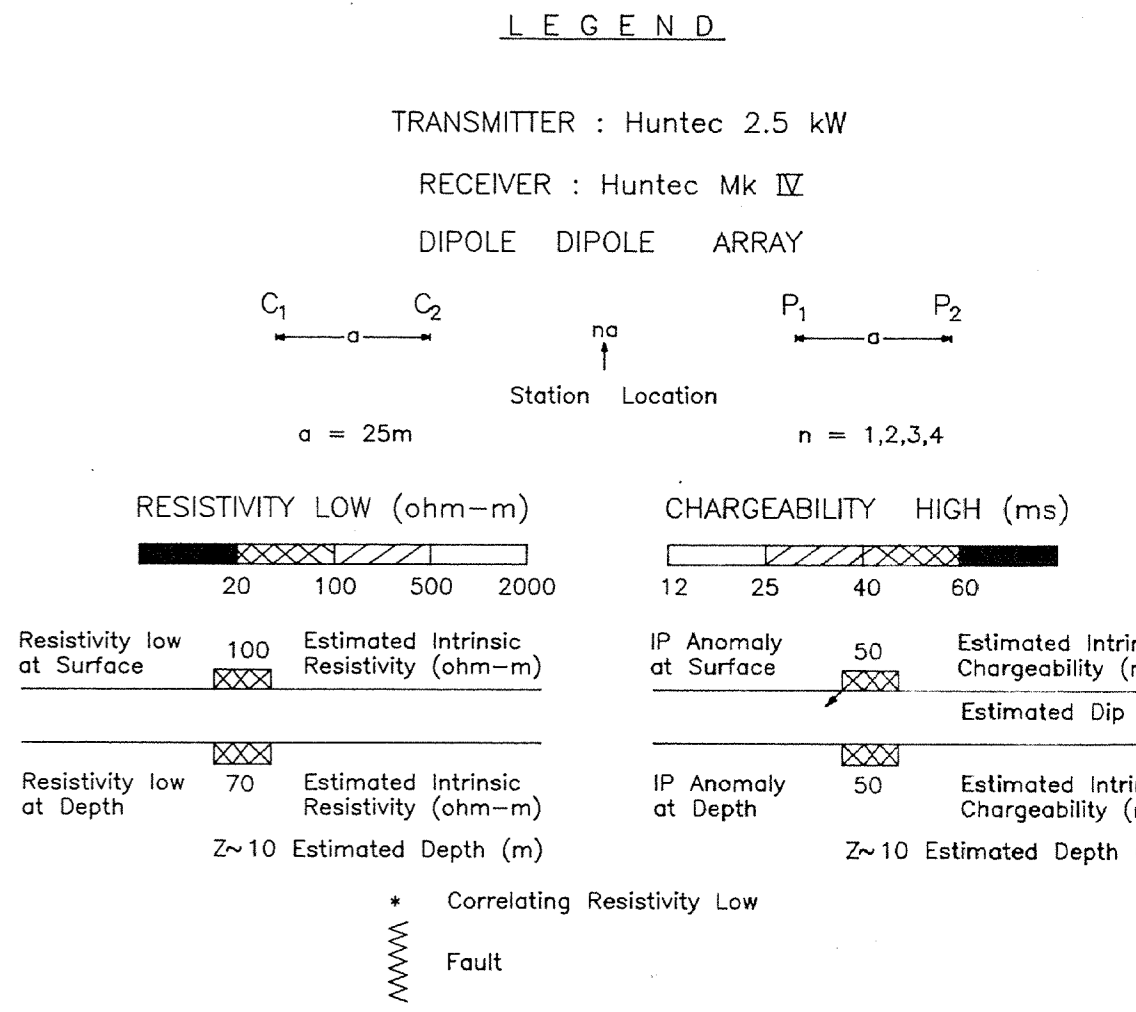 LEGEND
TRANSMITTER : Huntec 2.5 kW
RECEIVER : Huntec Mk IV
DIPOLE DIPOLE ARRAY
C1 C2 P1 P2
a na a
Station Location
a = 25m n = 1,2,3,4
RESISTIVITY LOW (ohm-m)
20 100 500 2000
Resistivity low
at Surface
100
Estimated Intrinsic
Resistivity (ohm-m)
Resistivity low
at Depth
70
Estimated Intrinsic
Resistivity (ohm-m)
Z~10 Estimated Depth (m)
CHARGEABILITY HIGH (ms)
12 25 40 60
IP Anomaly
at Surface
50
Estimated
Chargeability
Estimated Dip
IP Anomaly
at Depth
50
Estimated
Chargeability
Z~10 Estimated Depth
* Correlating Resistivity Low
Fault